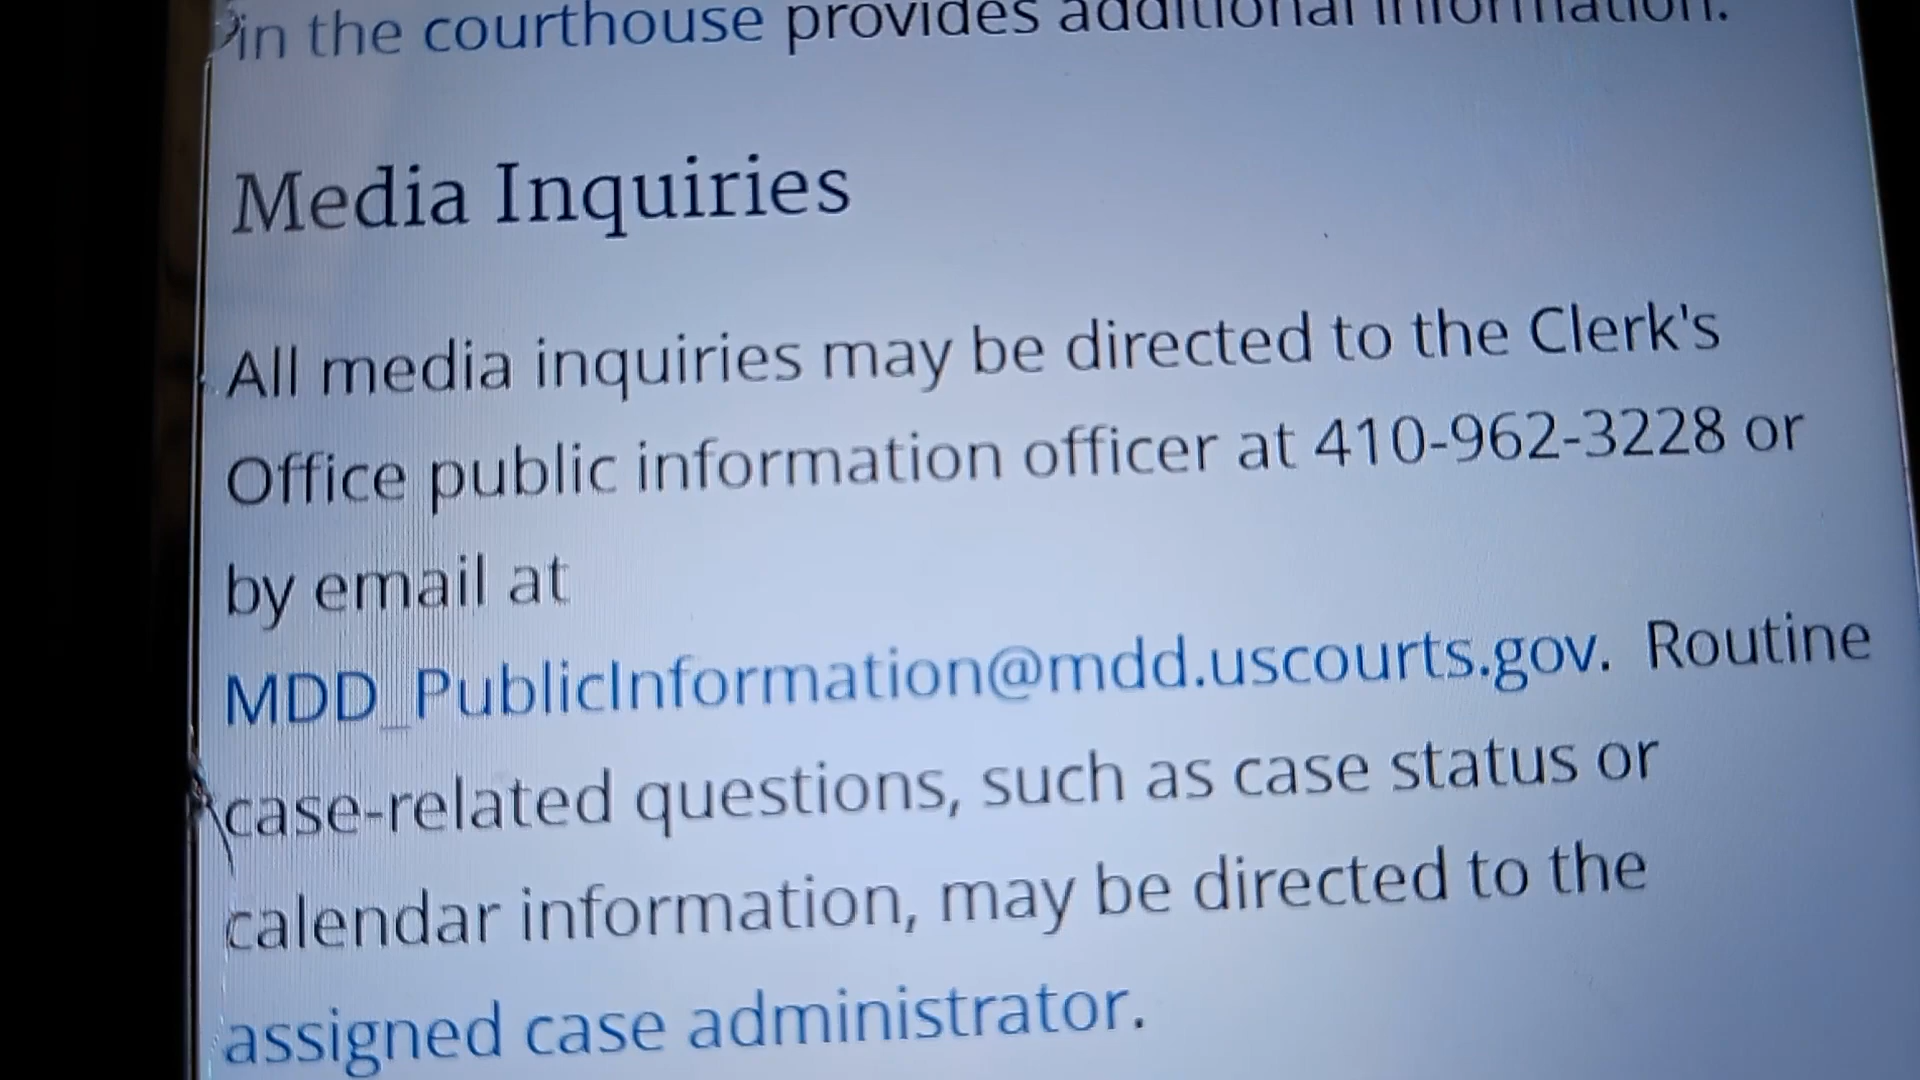 in the courthouse provides additional information.
Media Inquiries
All media inquiries may be directed to the Clerk's
Office public information officer at 410-962-3228 or
by email at
MDD_PublicInformation@mdd.uscourts.gov. Routine
case-related questions, such as case status or
calendar information, may be directed to the
assigned case administrator.